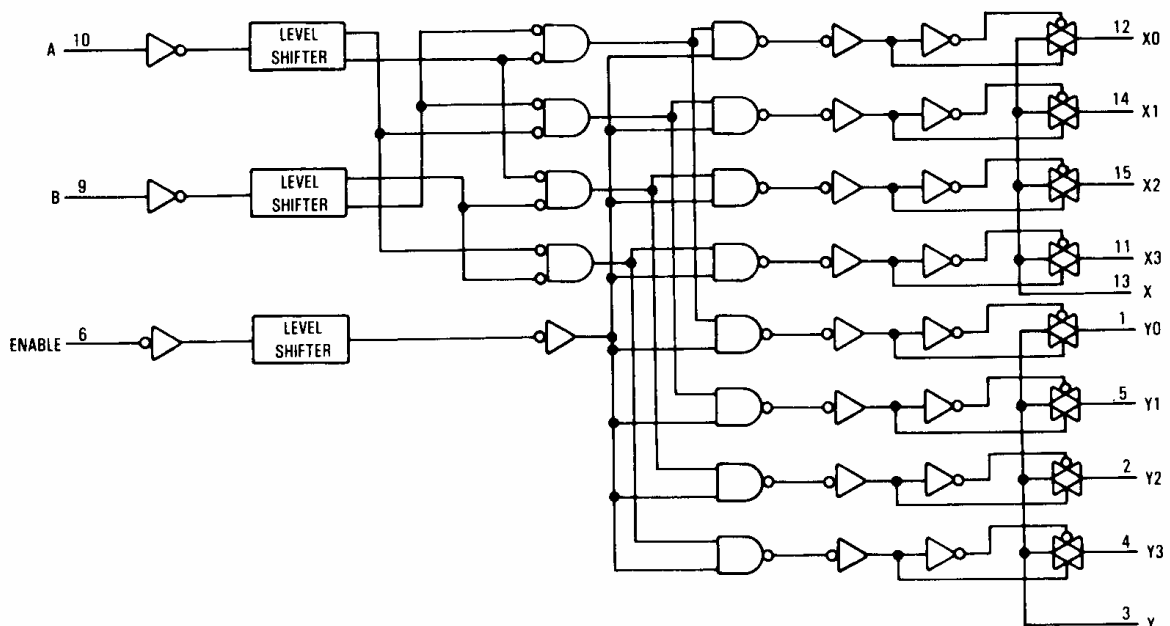 A 10 LEVEL SHIFTER 12 X0
14 X1
B 9 LEVEL SHIFTER 15 X2
11 X3
13 X
ENABLE 6 LEVEL SHIFTER 1 Y0
5 Y1
2 Y2
4 Y3
3